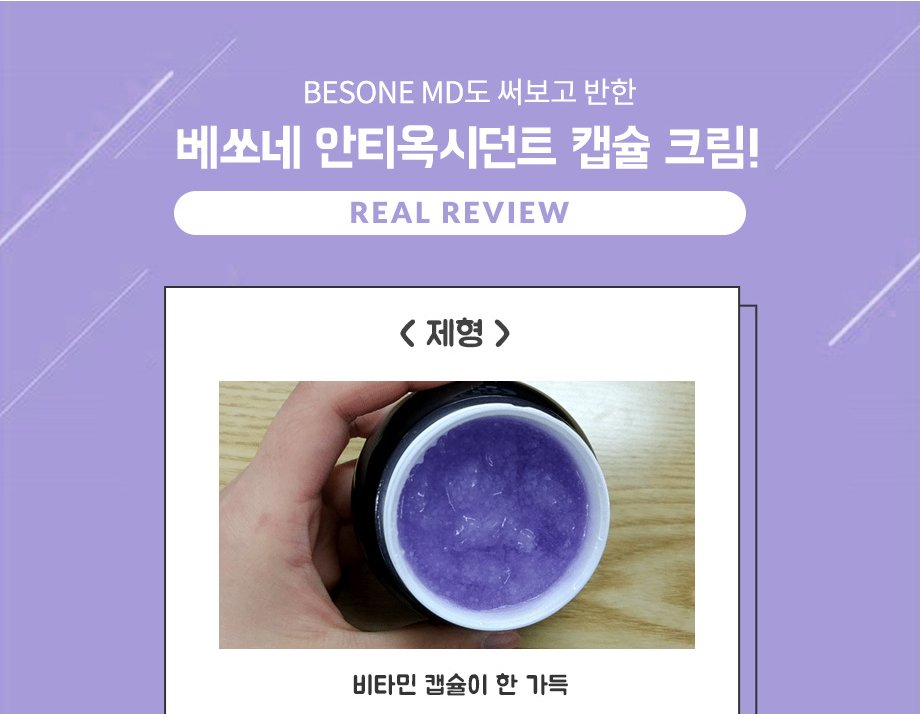 BESONE MD도 써보고 반한
베쏘네 안티옥시던트 캡슐 크림!
REAL REVIEW
< 제형 >
비타민 캡슐이 한 가득